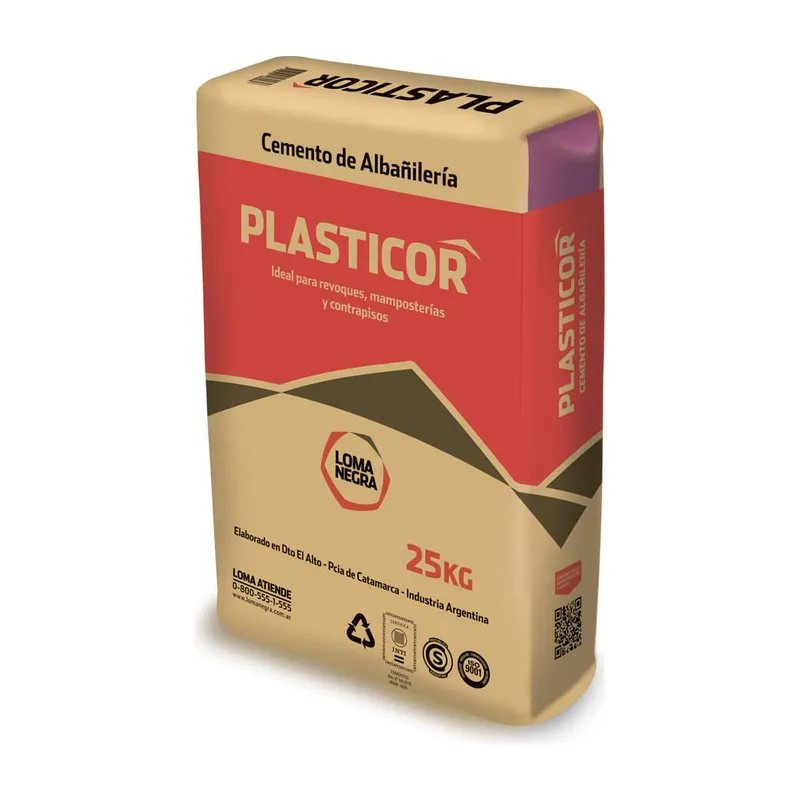 PLASTICOR
Cemento de Albañilería
PLASTICOR
Ideal para revoques, mamposterías
y contrapisos
LOMA
NEGRA
25KG
Elaborado en Dto El Alto - Pcia de Catamarca - Industria Argentina
LOMA ATIENDE
0-800-555-1-555
www.lomanegra.com.ar
CERTIFICA
INTI
CEMENTOS
S
ISO
9001
PLASTICOR
CEMENTO DE ALBAÑILERÍA